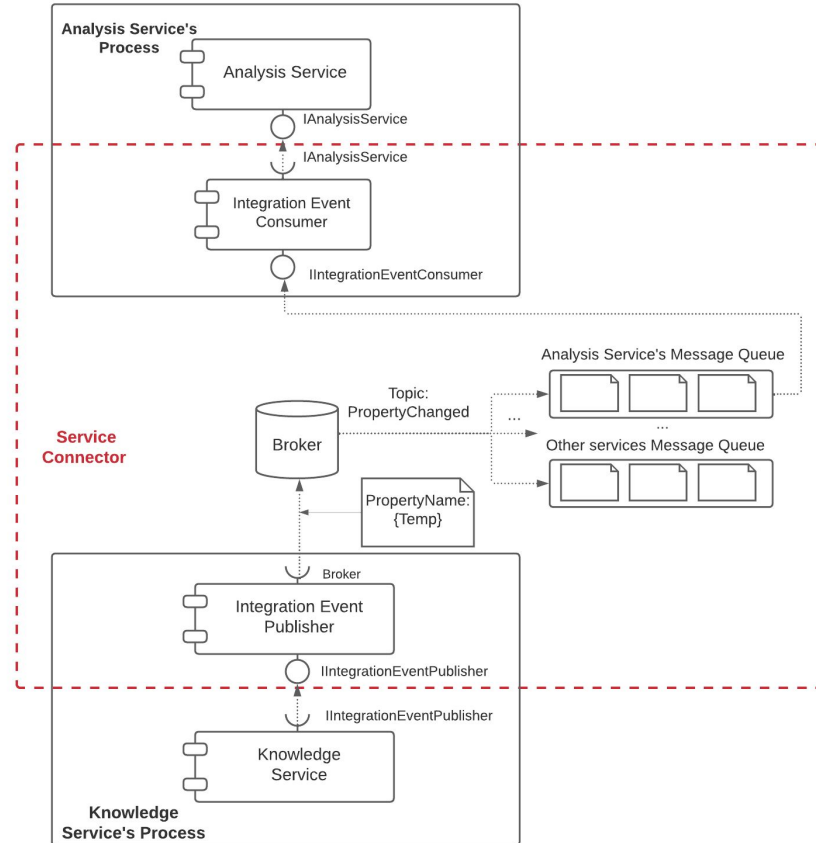 Analysis Service's
Process
Analysis Service
IAnalysisService
IAnalysisService
Integration Event
Consumer
IIntegrationEventConsumer
Analysis Service's Message Queue
Topic:
PropertyChanged
...
...
Other services Message Queue
Service
Connector
Broker
PropertyName:
{Temp}
Broker
Integration Event
Publisher
IIntegrationEventPublisher
IIntegrationEventPublisher
Knowledge
Service
Knowledge
Service's Process